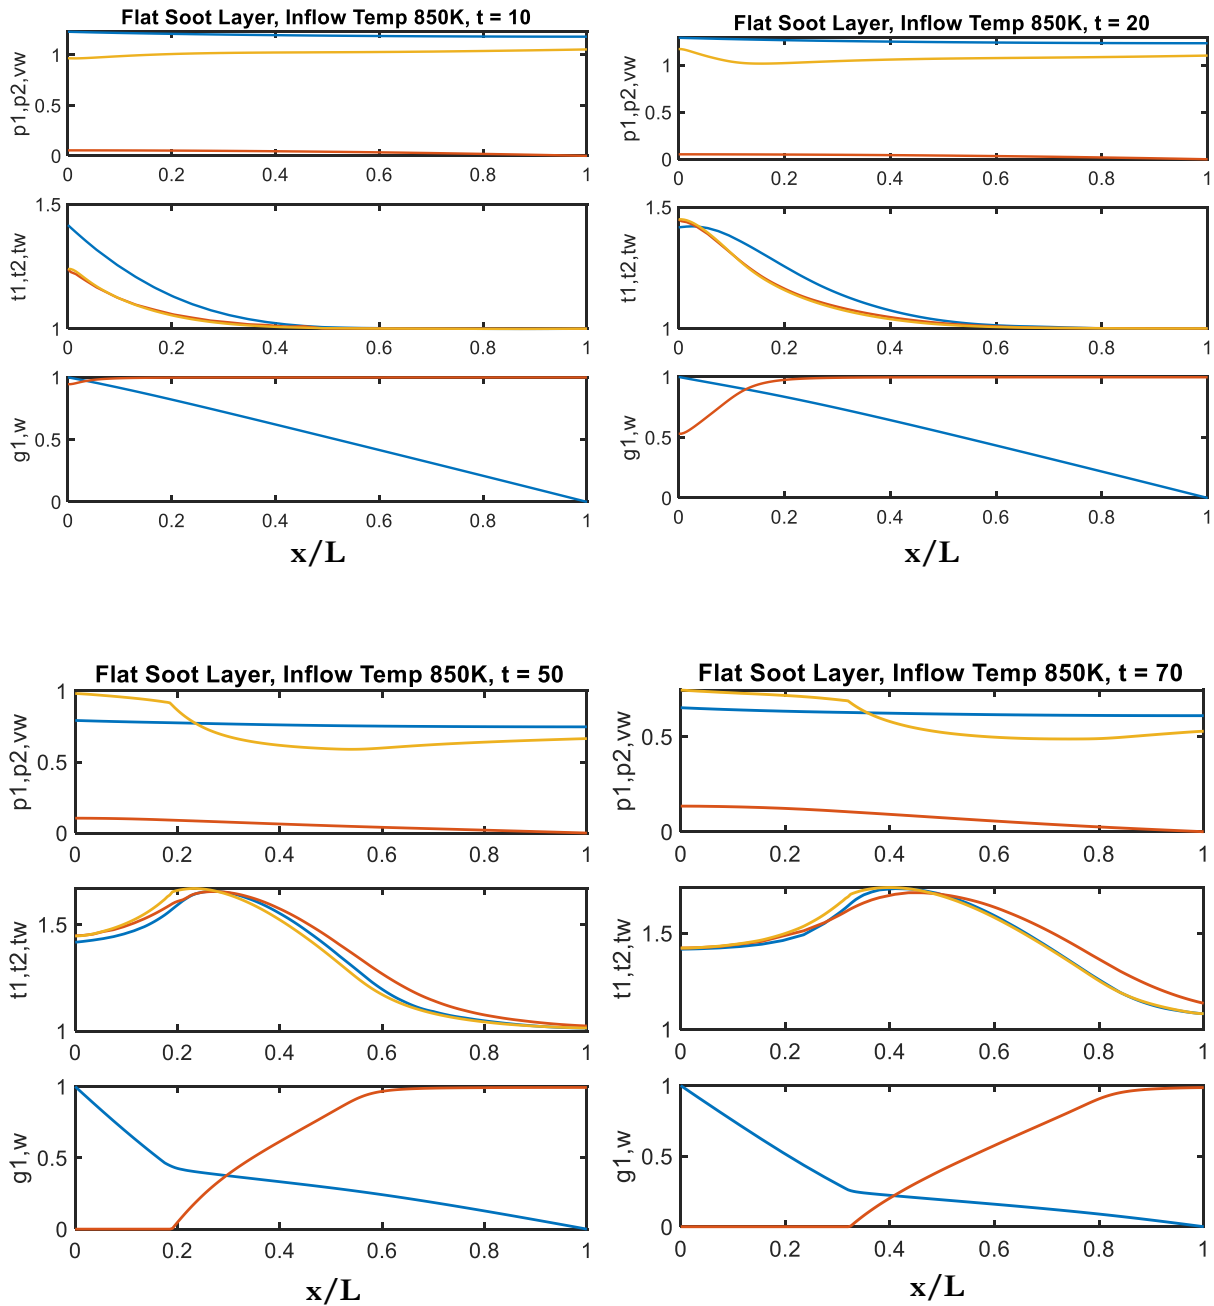 Flat Soot Layer, Inflow Temp 850K, t = 10
p1,p2,vw
1
0.5
0
0 0.2 0.4 0.6 0.8 1
t1,t2,tw
1.5
1
0 0.2 0.4 0.6 0.8 1
g1,w
1
0.5
0
0 0.2 0.4 0.6 0.8 1
x/L
Flat Soot Layer, Inflow Temp 850K, t = 20
p1,p2,vw
1
0.5
0
0 0.2 0.4 0.6 0.8 1
t1,t2,tw
1.5
1
0 0.2 0.4 0.6 0.8 1
g1,w
1
0.5
0
0 0.2 0.4 0.6 0.8 1
x/L
Flat Soot Layer, Inflow Temp 850K, t = 50
p1,p2,vw
1
0.5
0
0 0.2 0.4 0.6 0.8 1
t1,t2,tw
1.5
1
0 0.2 0.4 0.6 0.8 1
g1,w
1
0.5
0
0 0.2 0.4 0.6 0.8 1
x/L
Flat Soot Layer, Inflow Temp 850K, t = 70
p1,p2,vw
0.5
0
0 0.2 0.4 0.6 0.8 1
t1,t2,tw
1.5
1
0 0.2 0.4 0.6 0.8 1
g1,w
1
0.5
0
0 0.2 0.4 0.6 0.8 1
x/L